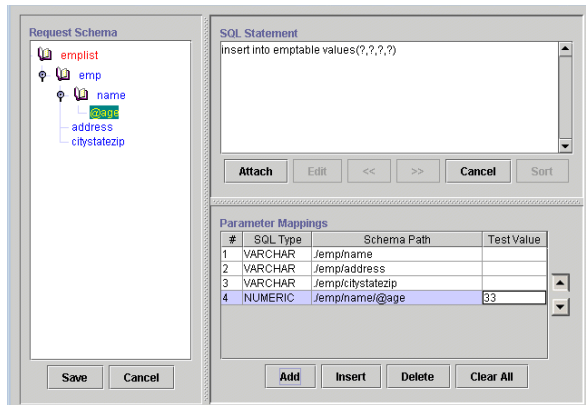 Request Schema
emplist
emp
name
@age
address
citystatezip
Save Cancel
SQL Statement
insert into emptable values(?,?,?,?)
Attach Edit << >> Cancel Sort
Parameter Mappings
# SQL Type Schema Path Test Value
1 VARCHAR ./emp/name
2 VARCHAR ./emp/address
3 VARCHAR ./emp/citystatezip
4 NUMERIC ./emp/name/@age 33
Add Insert Delete Clear All